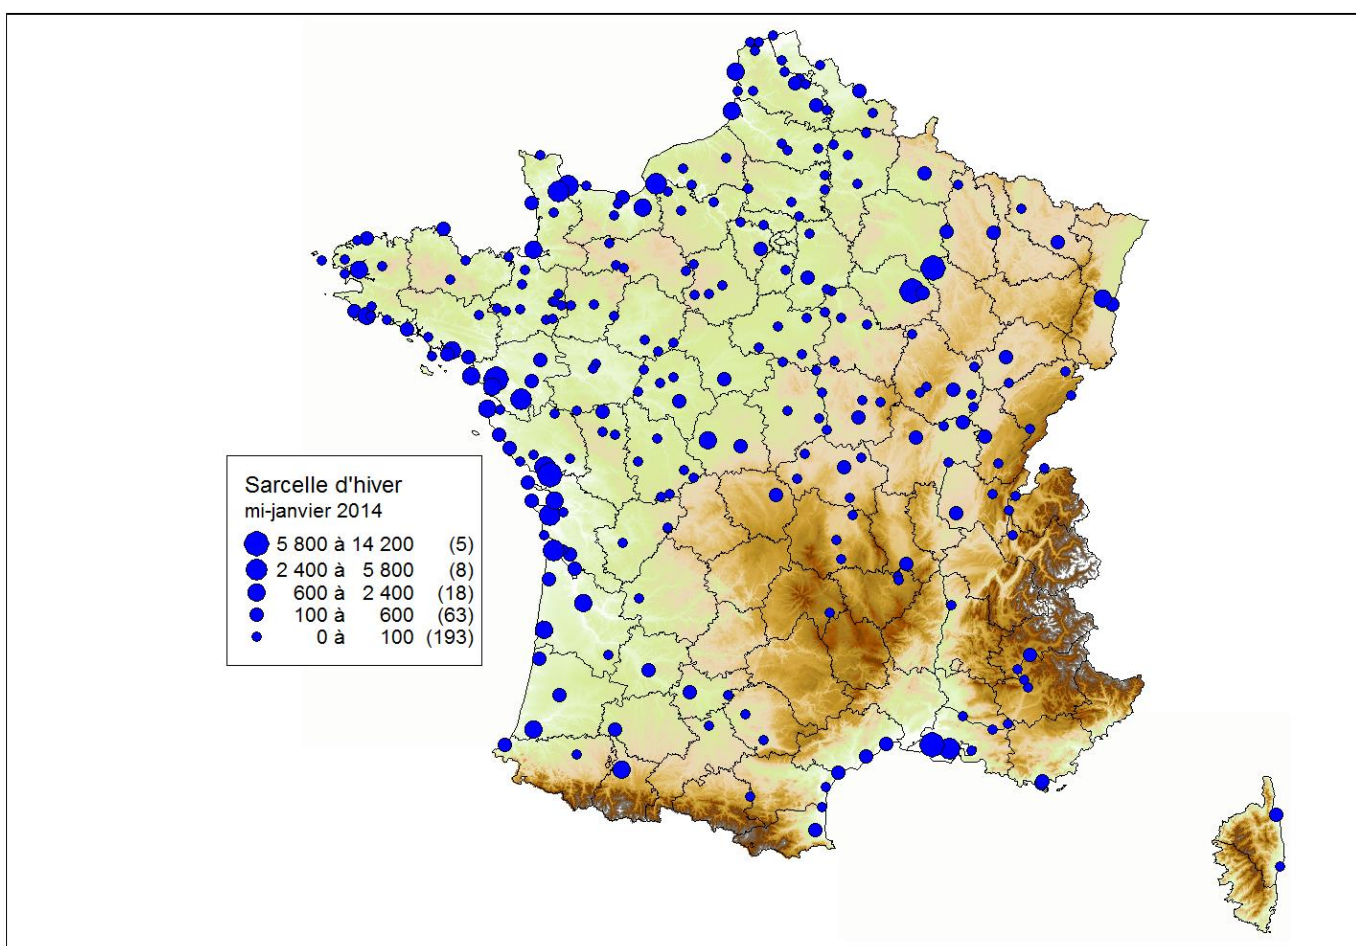 Sarcelle d'hiver
mi-janvier 2014
5 800 à 14 200 (5)
2 400 à 5 800 (8)
600 à 2 400 (18)
100 à 600 (63)
0 à 100 (193)